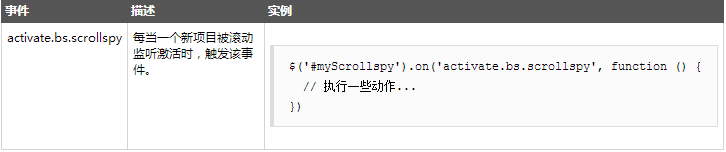 事件 描述 实例
activate.bs.scrollspy
每当一个新项目被滚动
监听激活时，触发该事
件。
$('#myScrollspy').on('activate.bs.scrollspy', function () {
  // 执行一些动作...
})